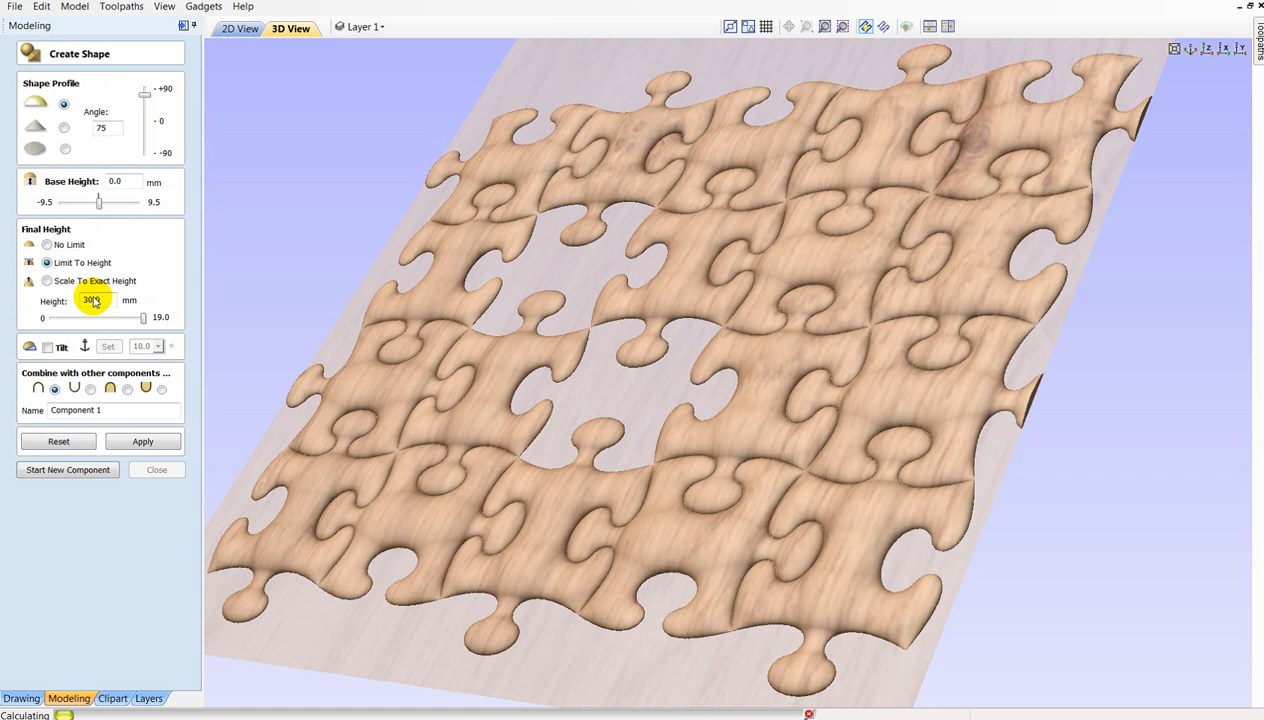 File Edit Model Toolpaths View Gadgets Help
Modeling
2D View 3D View Layer 1
Toolpaths
Create Shape
Shape Profile
+90
Angle:
75
0
-90
Base Height: 0.0 mm
-9.5 9.5
Final Height
No Limit
Limit To Height
Scale To Exact Height
Height: mm
0 19.0
Tilt Set 10.0 °
Combine with other components ...
Name Component 1
Reset Apply
Start New Component Close
Drawing Modeling Clipart Layers
Calculating